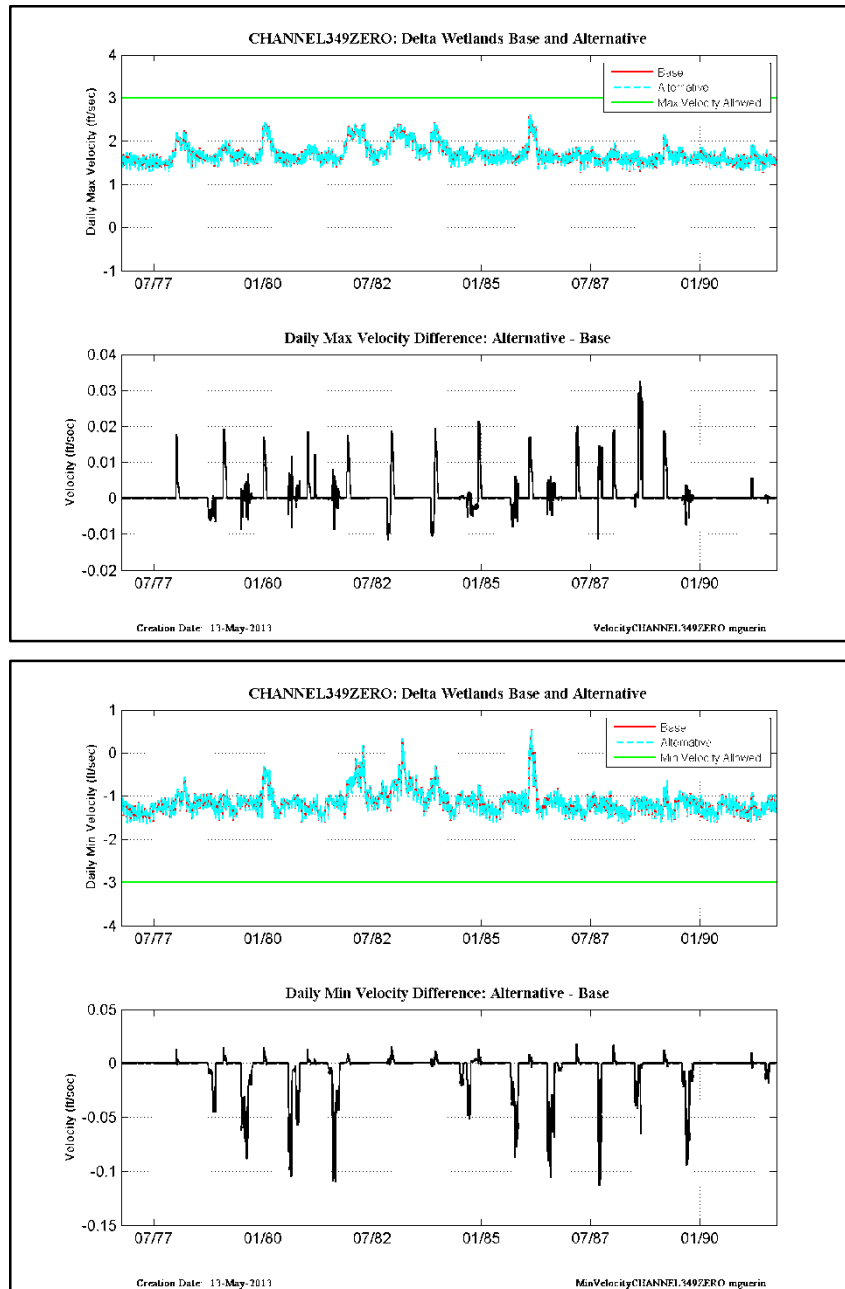 CHANNEL349ZERO: Delta Wetlands Base and Alternative
4
3
2
1
0
-1
Daily Max Velocity (ft/sec)
Base
Alternative
Max Velocity Allowed
07/77 01/80 07/82 01/85 07/87 01/90
Daily Max Velocity Difference: Alternative - Base
0.04
0.03
0.02
0.01
0
-0.01
-0.02
Velocity (ft/sec)
07/77 01/80 07/82 01/85 07/87 01/90
Creation Date: 13-May-2013 VelocityCHANNEL349ZERO mguerin
CHANNEL349ZERO: Delta Wetlands Base and Alternative
1
0
-1
-2
-3
-4
Daily Min Velocity (ft/sec)
Base
Alternative
Min Velocity Allowed
07/77 01/80 07/82 01/85 07/87 01/90
Daily Min Velocity Difference: Alternative - Base
0.05
0
-0.05
-0.1
-0.15
Velocity (ft/sec)
07/77 01/80 07/82 01/85 07/87 01/90
Creation Date: 13-May-2013 MinVelocityCHANNEL349ZERO mguerin